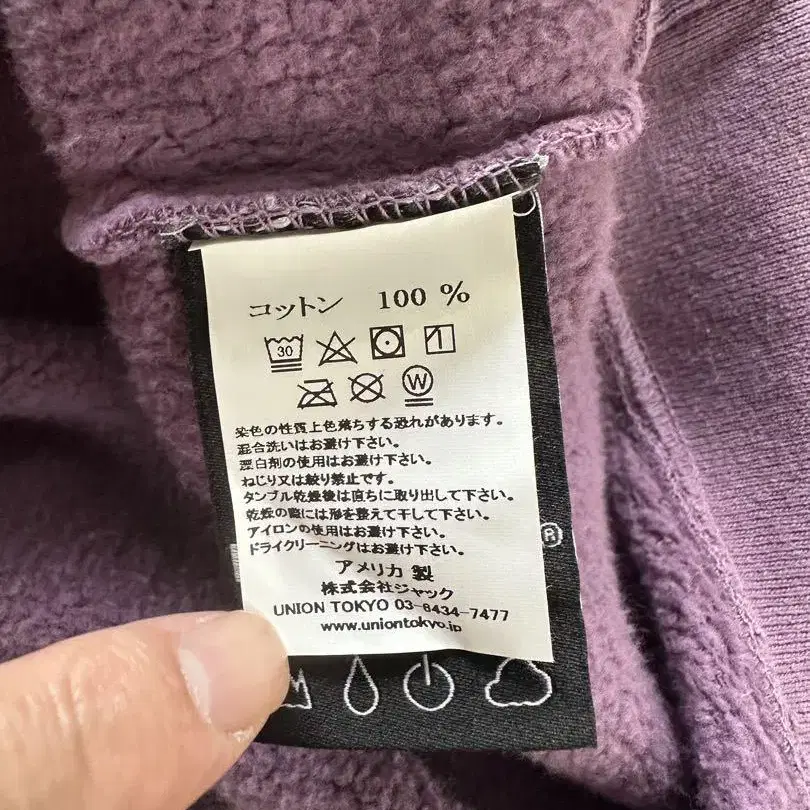 コットン 100 %
30
1
W
染色の性質上色落ちする恐れがあります。
混合洗いはお避け下さい。
漂白剤の使用はお避け下さい。
ねじり又は絞り禁止です。
タンブル乾燥後は直ちに取り出して下さい。
乾燥の際には形を整えて干して下さい。
アイロンの使用はお避け下さい。
ドライクリーニングはお避け下さい。
®
アメリカ 製
株式会社ジャック
UNION TOKYO 03-6434-7477
www.uniontokyo.jp